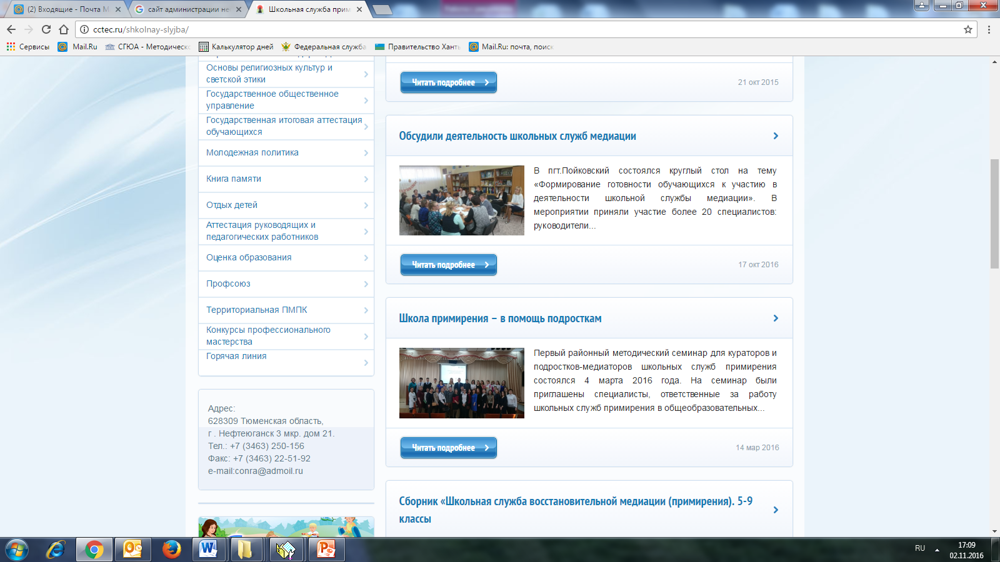 (2) Входящие - Почта M
сайт администрации не
Школьная служба прим
cctec.ru/shkolnay-slyjba/
Сервисы
Mail.Ru
СГЮА - Методическ
Калькулятор дней
Федеральная служба
Правительство Хант
Mail.Ru: почта, поиск
Основы религиозных культур и
светской этики
Государственное общественное
управление
Государственная итоговая аттестация
обучающихся
Молодежная политика
Книга памяти
Отдых детей
Аттестация руководящих и
педагогических работников
Оценка образования
Профсоюз
Территориальная ПМПК
Конкурсы профессионального
мастерства
Горячая линия
Адрес:
628309 Тюменская область,
г . Нефтеюганск 3 мкр. дом 21.
Тел.: +7 (3463) 250-156
Факс: +7 (3463) 22-51-92
e-mail:conra@admoil.ru
Читать подробнее
21 окт 2015
Обсудили деятельность школьных служб медиации
В пгт.Пойковский состоялся круглый стол на тему
«Формирование готовности обучающихся к участию в
деятельности школьной службы медиации». В
мероприятии приняли участие более 20 специалистов:
руководители...
Читать подробнее
17 окт 2016
Школа примирения – в помощь подросткам
Первый районный методический семинар для кураторов и
подростков-медиаторов школьных служб примирения
состоялся 4 марта 2016 года. На семинар были
приглашены специалисты, ответственные за работу
школьных служб примирения в общеобразовательных...
Читать подробнее
14 мар 2016
Сборник «Школьная служба восстановительной медиации (примирения). 5-9
классы
RU
17:09
02.11.2016